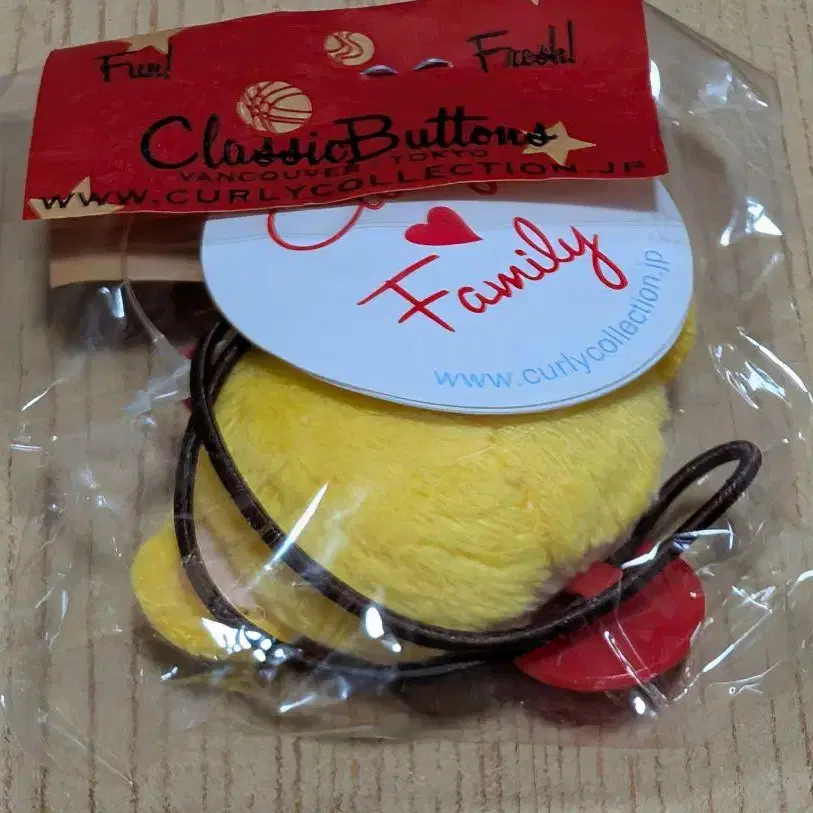 Fun!
Fresh!
ClassicButtons
VANCOUVER TOKYO
WWW.CURLYCOLLECTION.JP
Family
www.curlycollection.jp